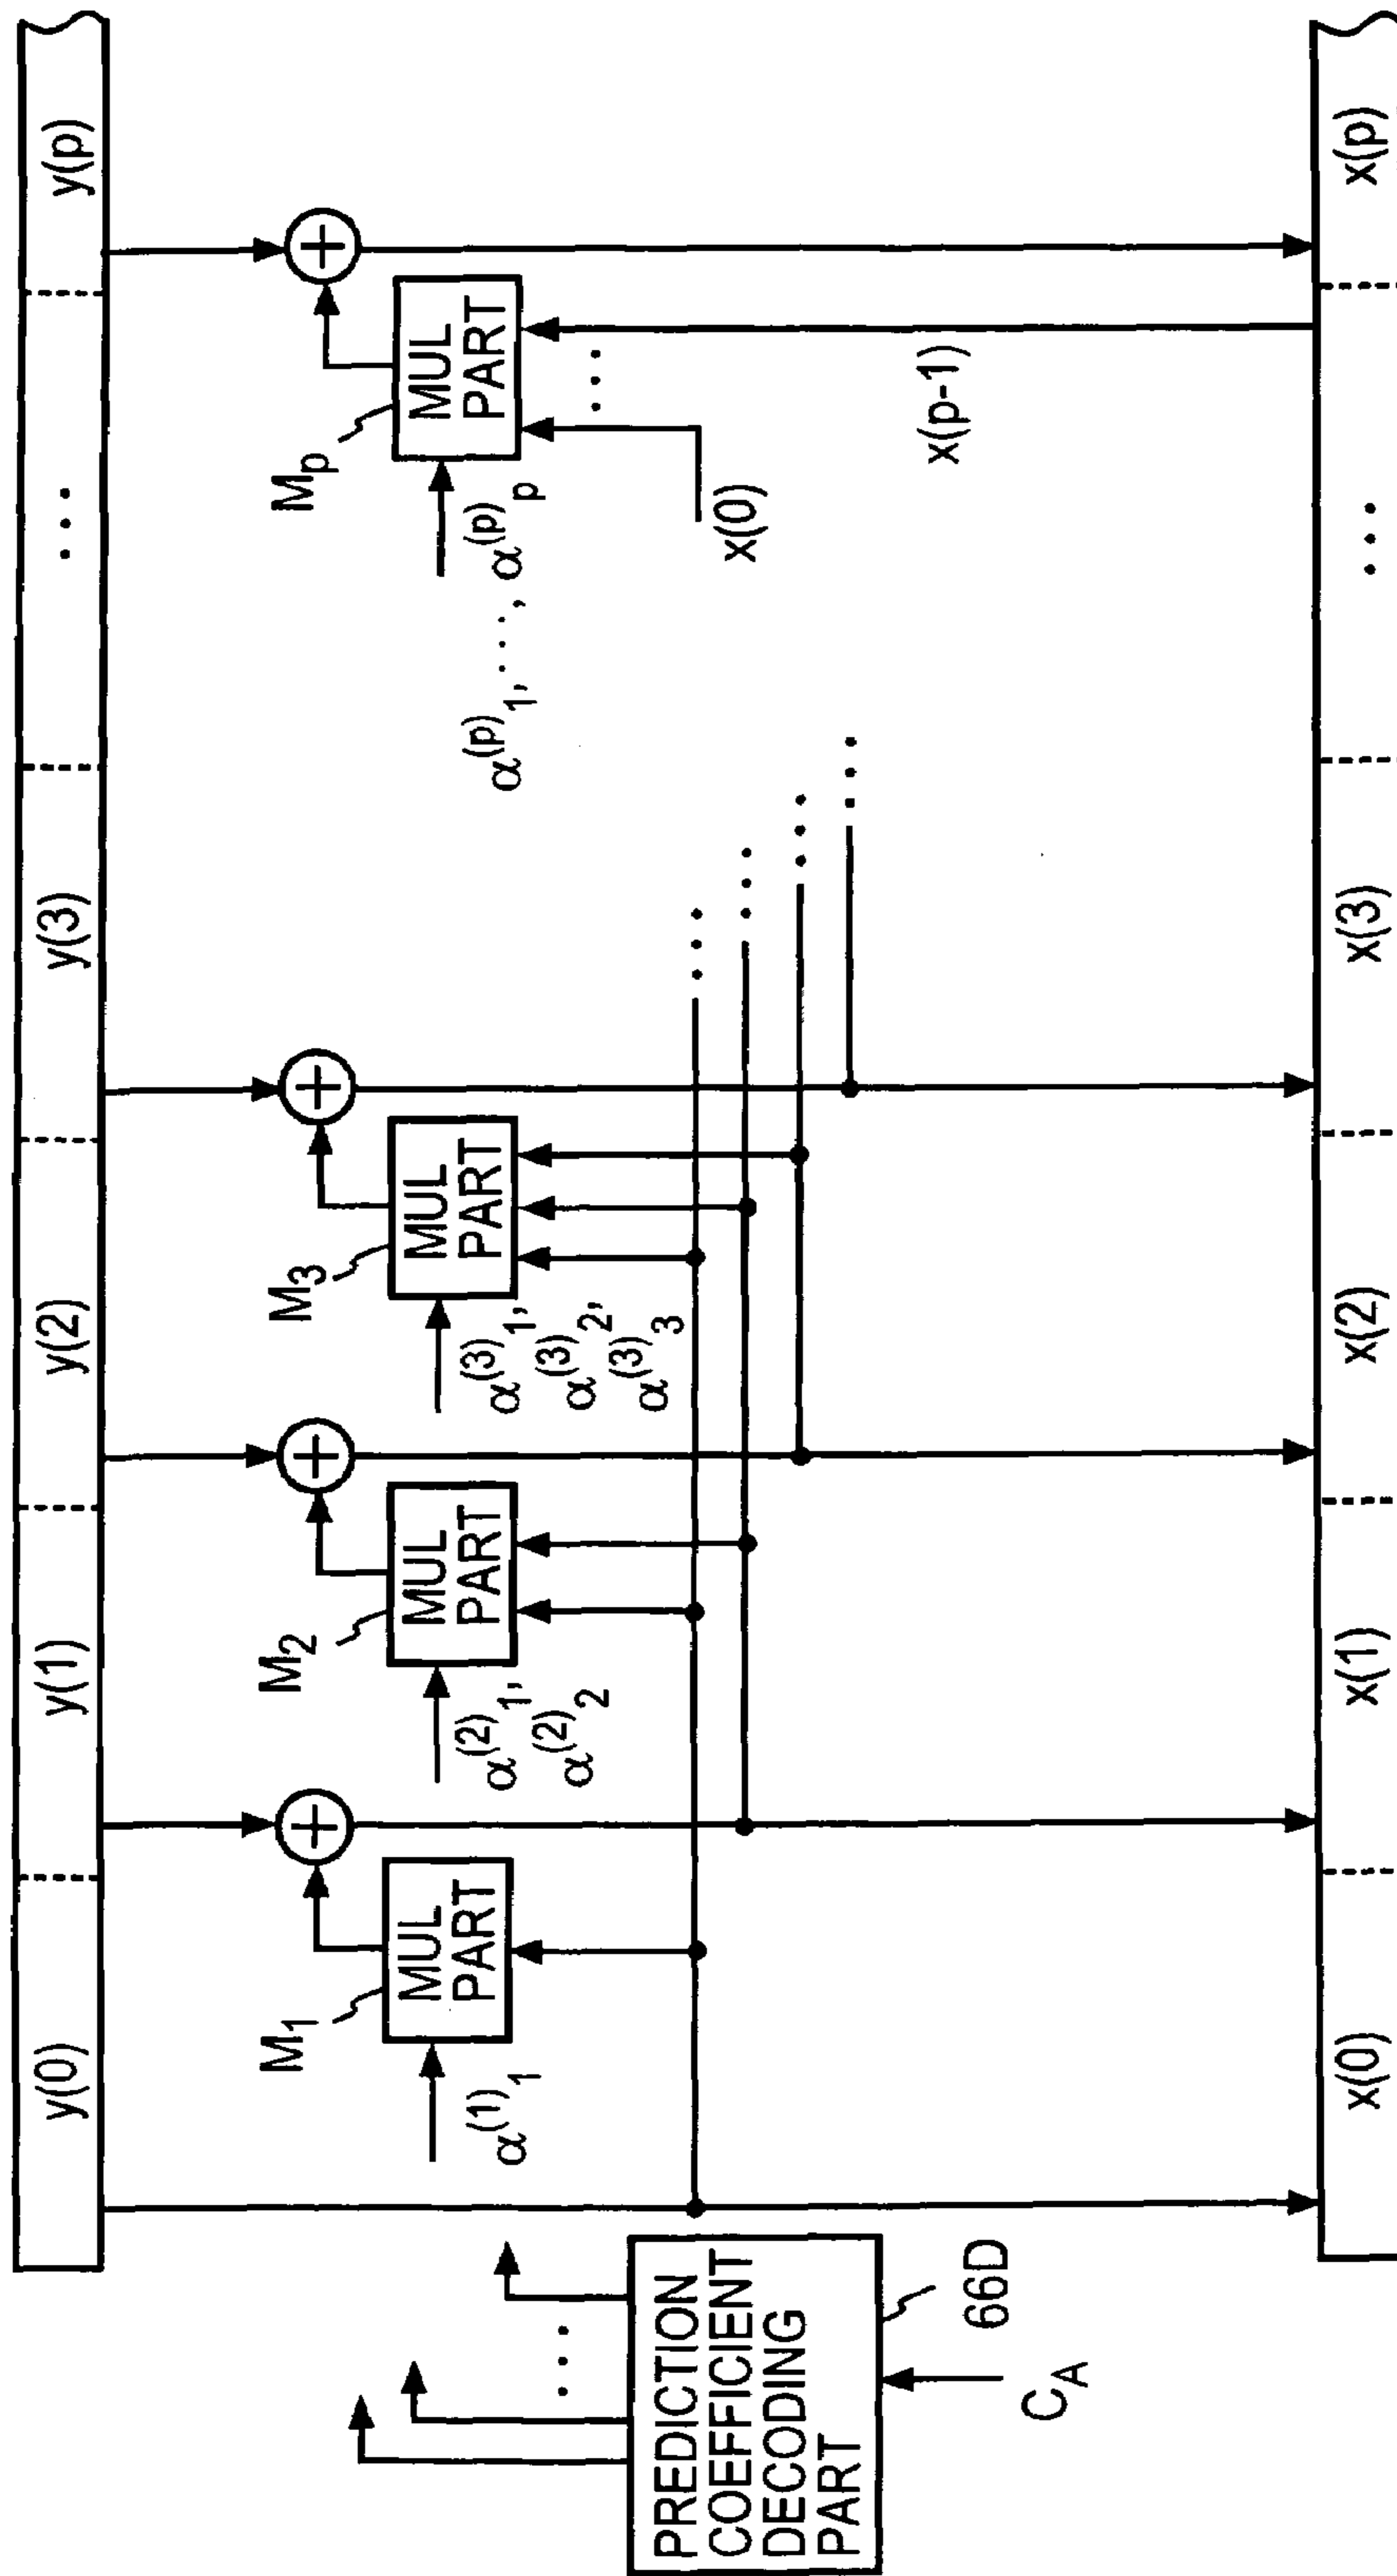 y(0) y(1) y(2) y(3) ... y(p)
M1
MUL
PART
α(1)1
M2
MUL
PART
α(2)1,
α(2)2
M3
MUL
PART
α(3)1,
α(3)2,
α(3)3
...
...
...
...
Mp
MUL
PART
α(p)1, ..., α(p)p
...
x(0)
x(p-1)
...
PREDICTION
COEFFICIENT
DECODING
PART
66D
CA
x(0) x(1) x(2) x(3) ... x(p)